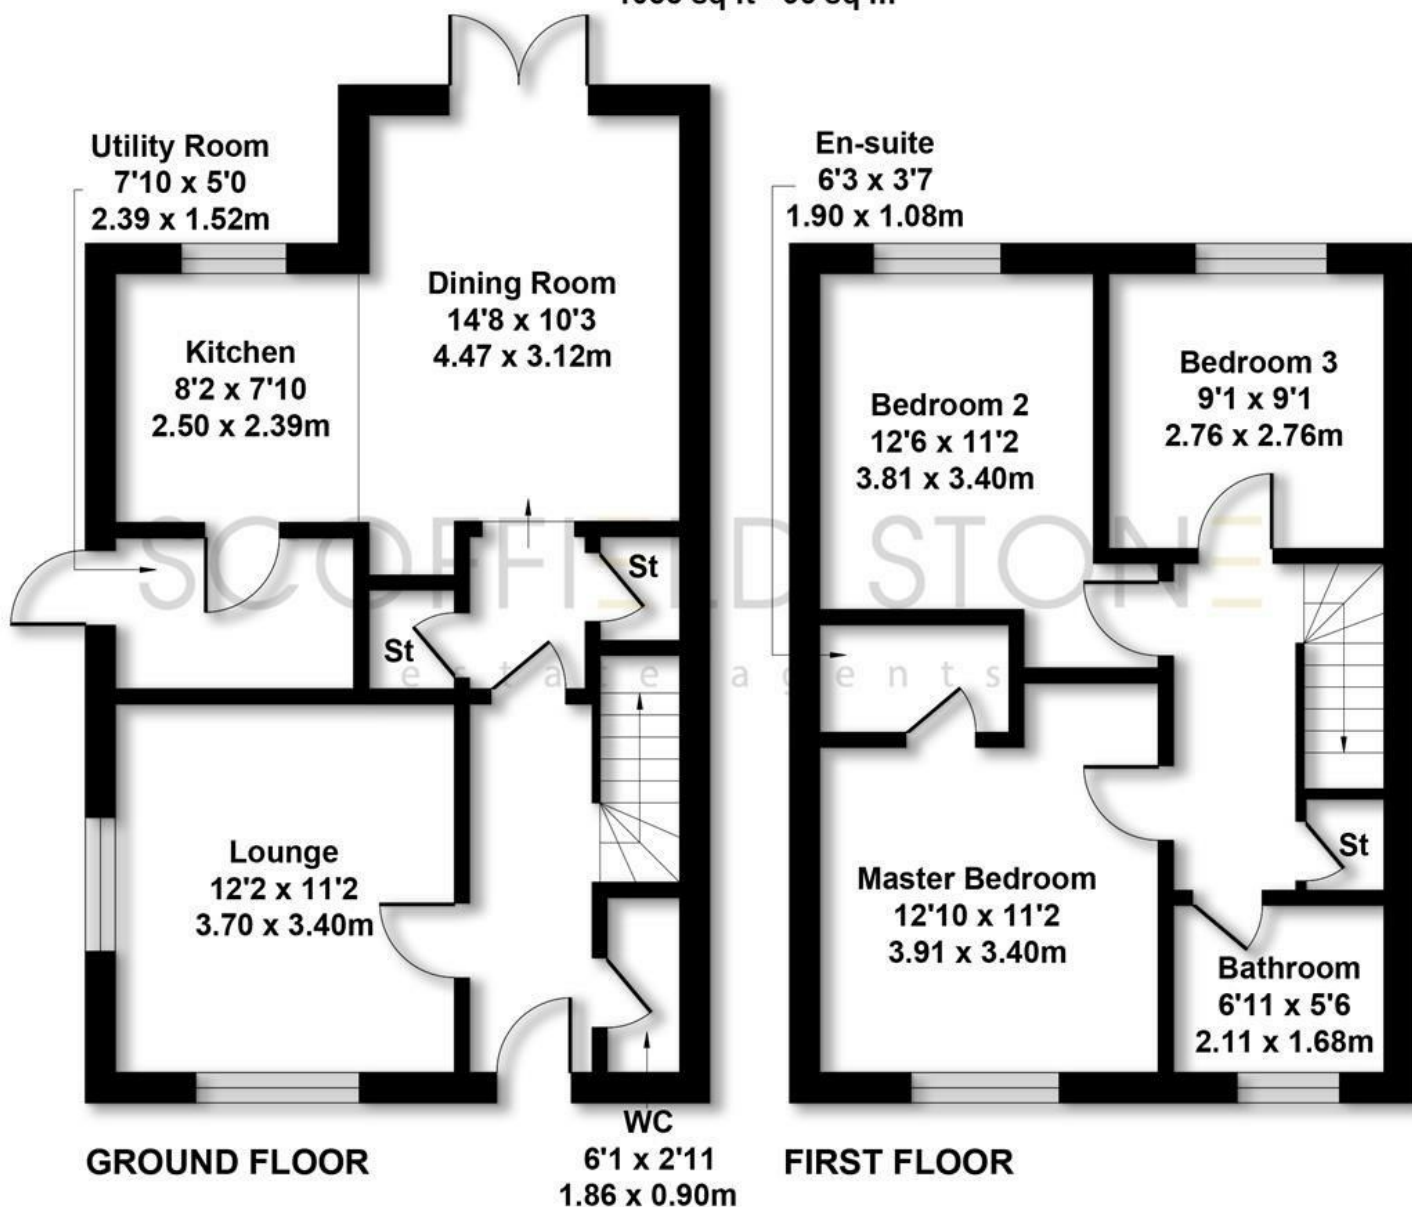 Utility Room
7'10 x 5'0
2.39 x 1.52m
Kitchen
8'2 x 7'10
2.50 x 2.39m
Dining Room
14'8 x 10'3
4.47 x 3.12m
St
St
Lounge
12'2 x 11'2
3.70 x 3.40m
WC
6'1 x 2'11
1.86 x 0.90m
GROUND FLOOR
En-suite
6'3 x 3'7
1.90 x 1.08m
Bedroom 2
12'6 x 11'2
3.81 x 3.40m
Bedroom 3
9'1 x 9'1
2.76 x 2.76m
Master Bedroom
12'10 x 11'2
3.91 x 3.40m
St
Bathroom
6'11 x 5'6
2.11 x 1.68m
FIRST FLOOR
SCOFFIELD STONE
estate agents